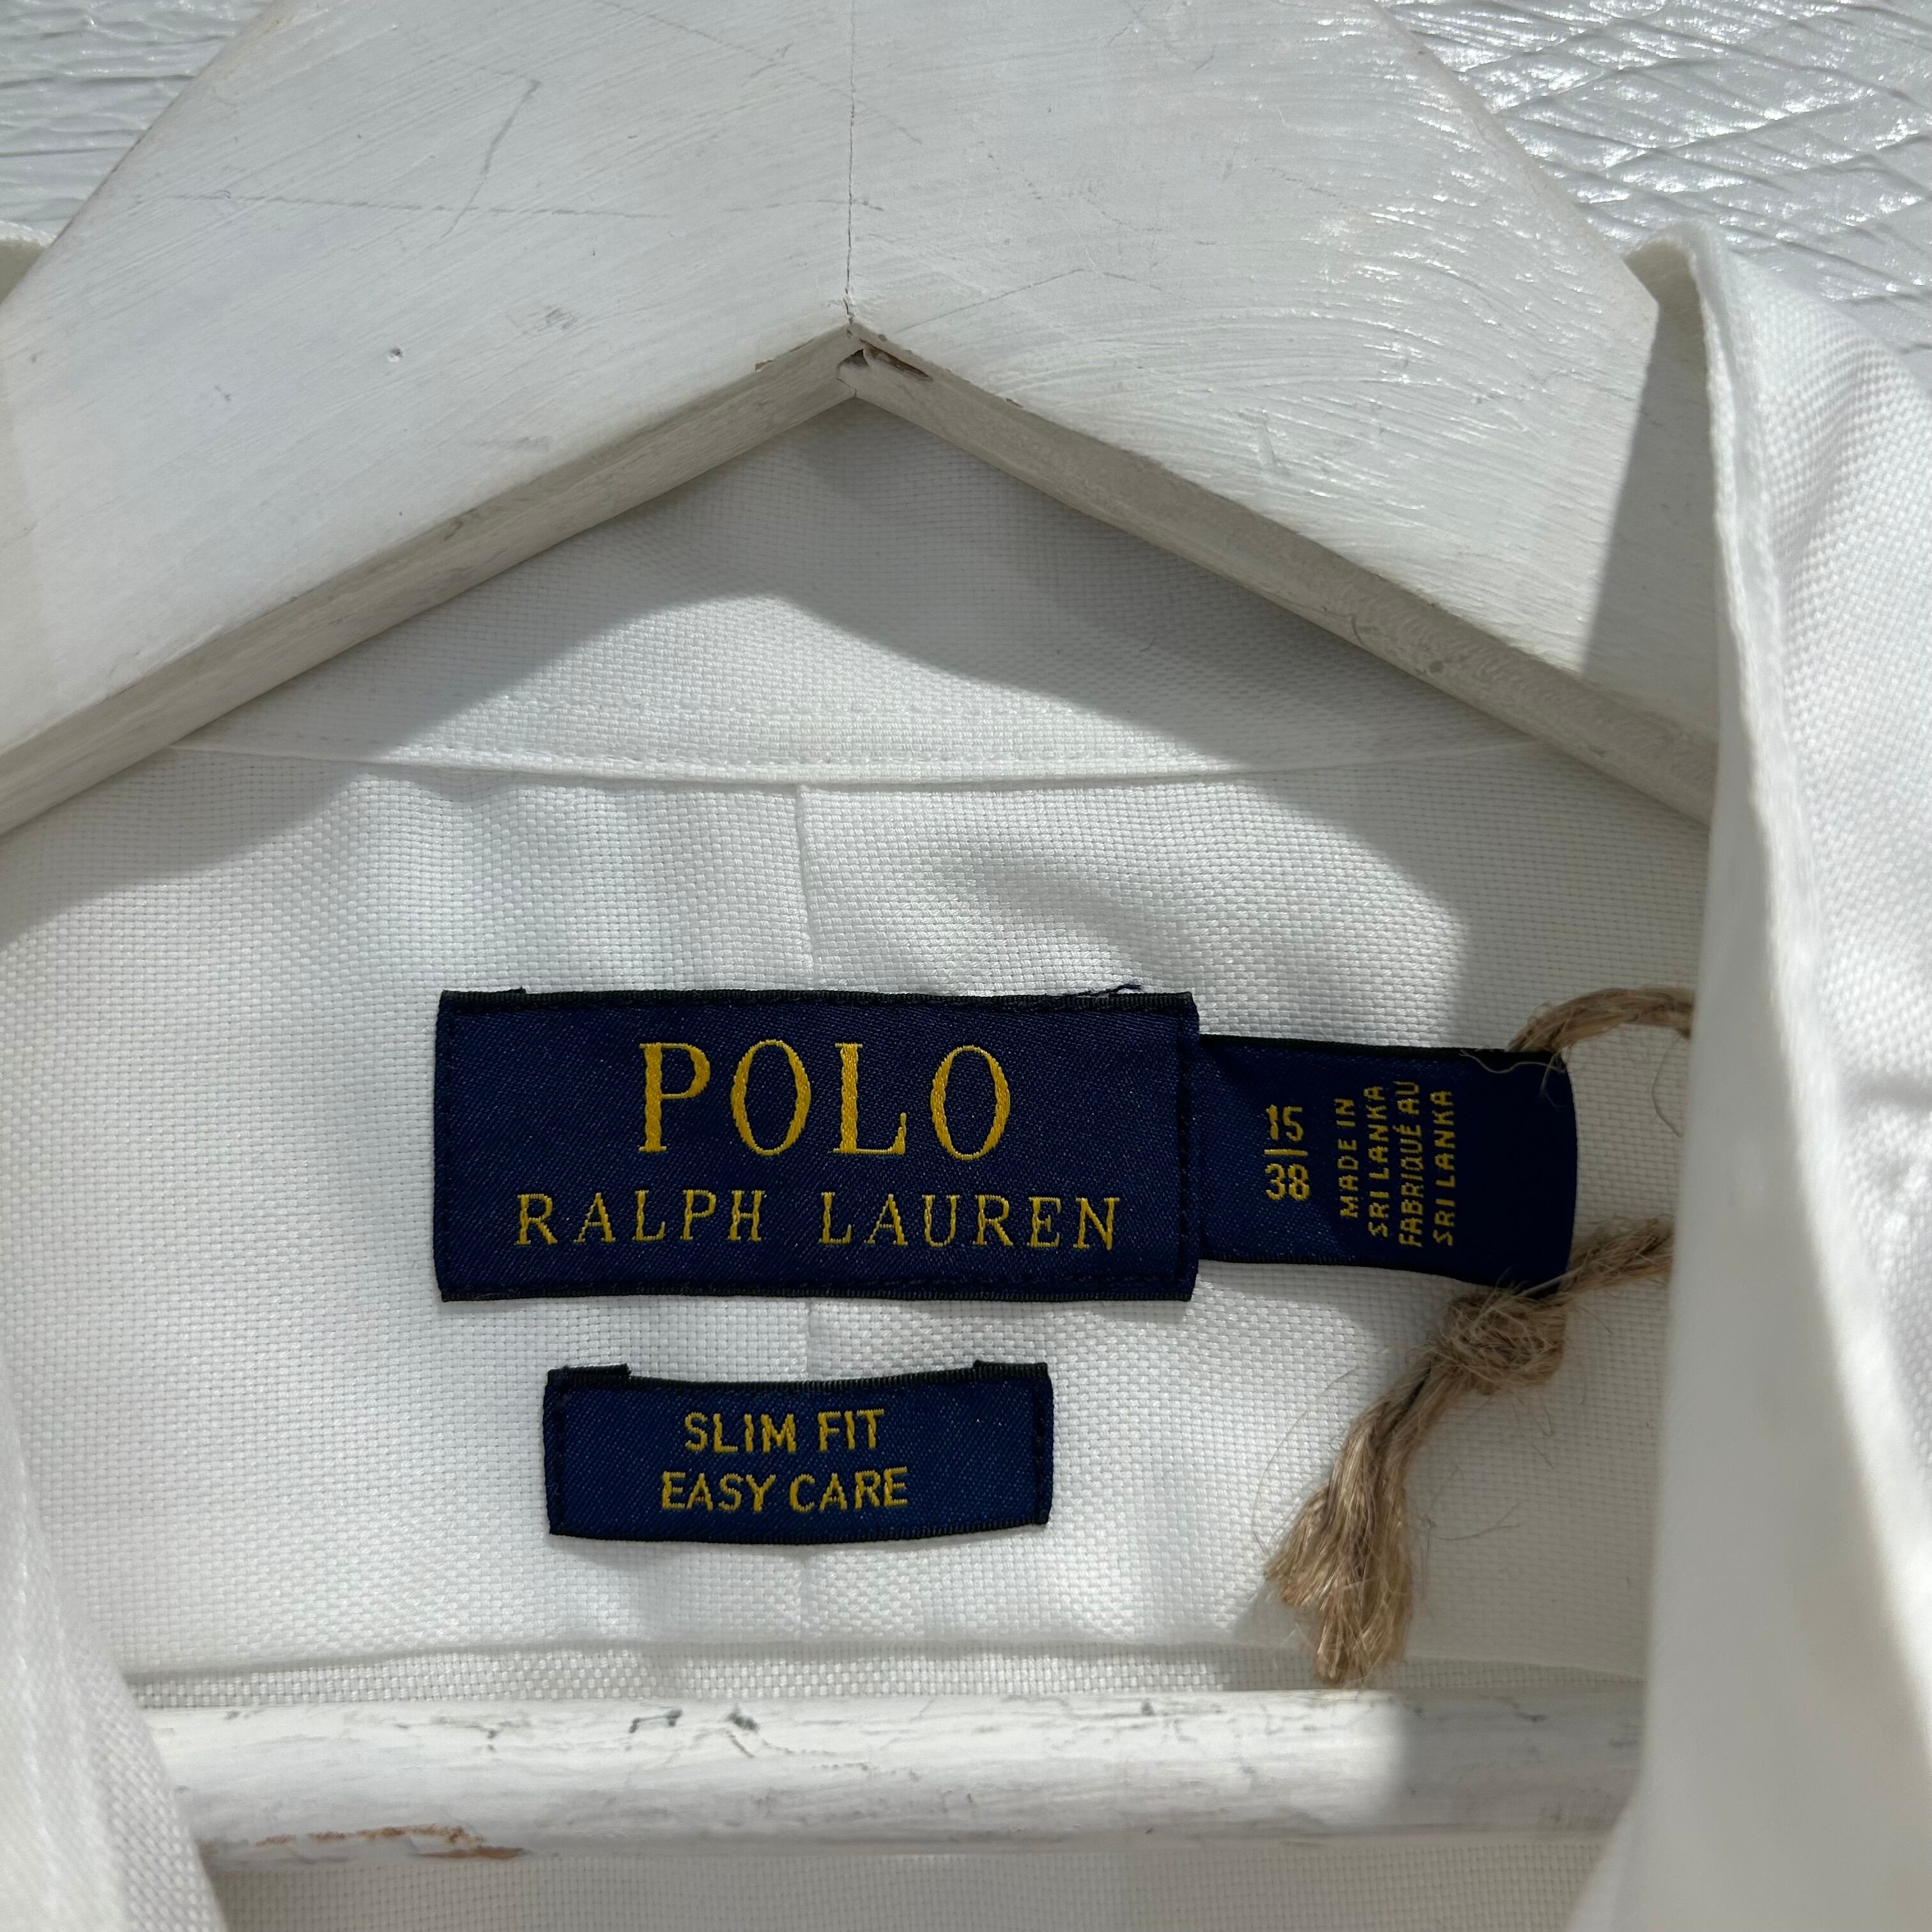 POLO
RALPH LAUREN
15
38
MADE IN
SRI LANKA
FABRIQUÉ AU
SRI LANKA
SLIM FIT
EASY CARE